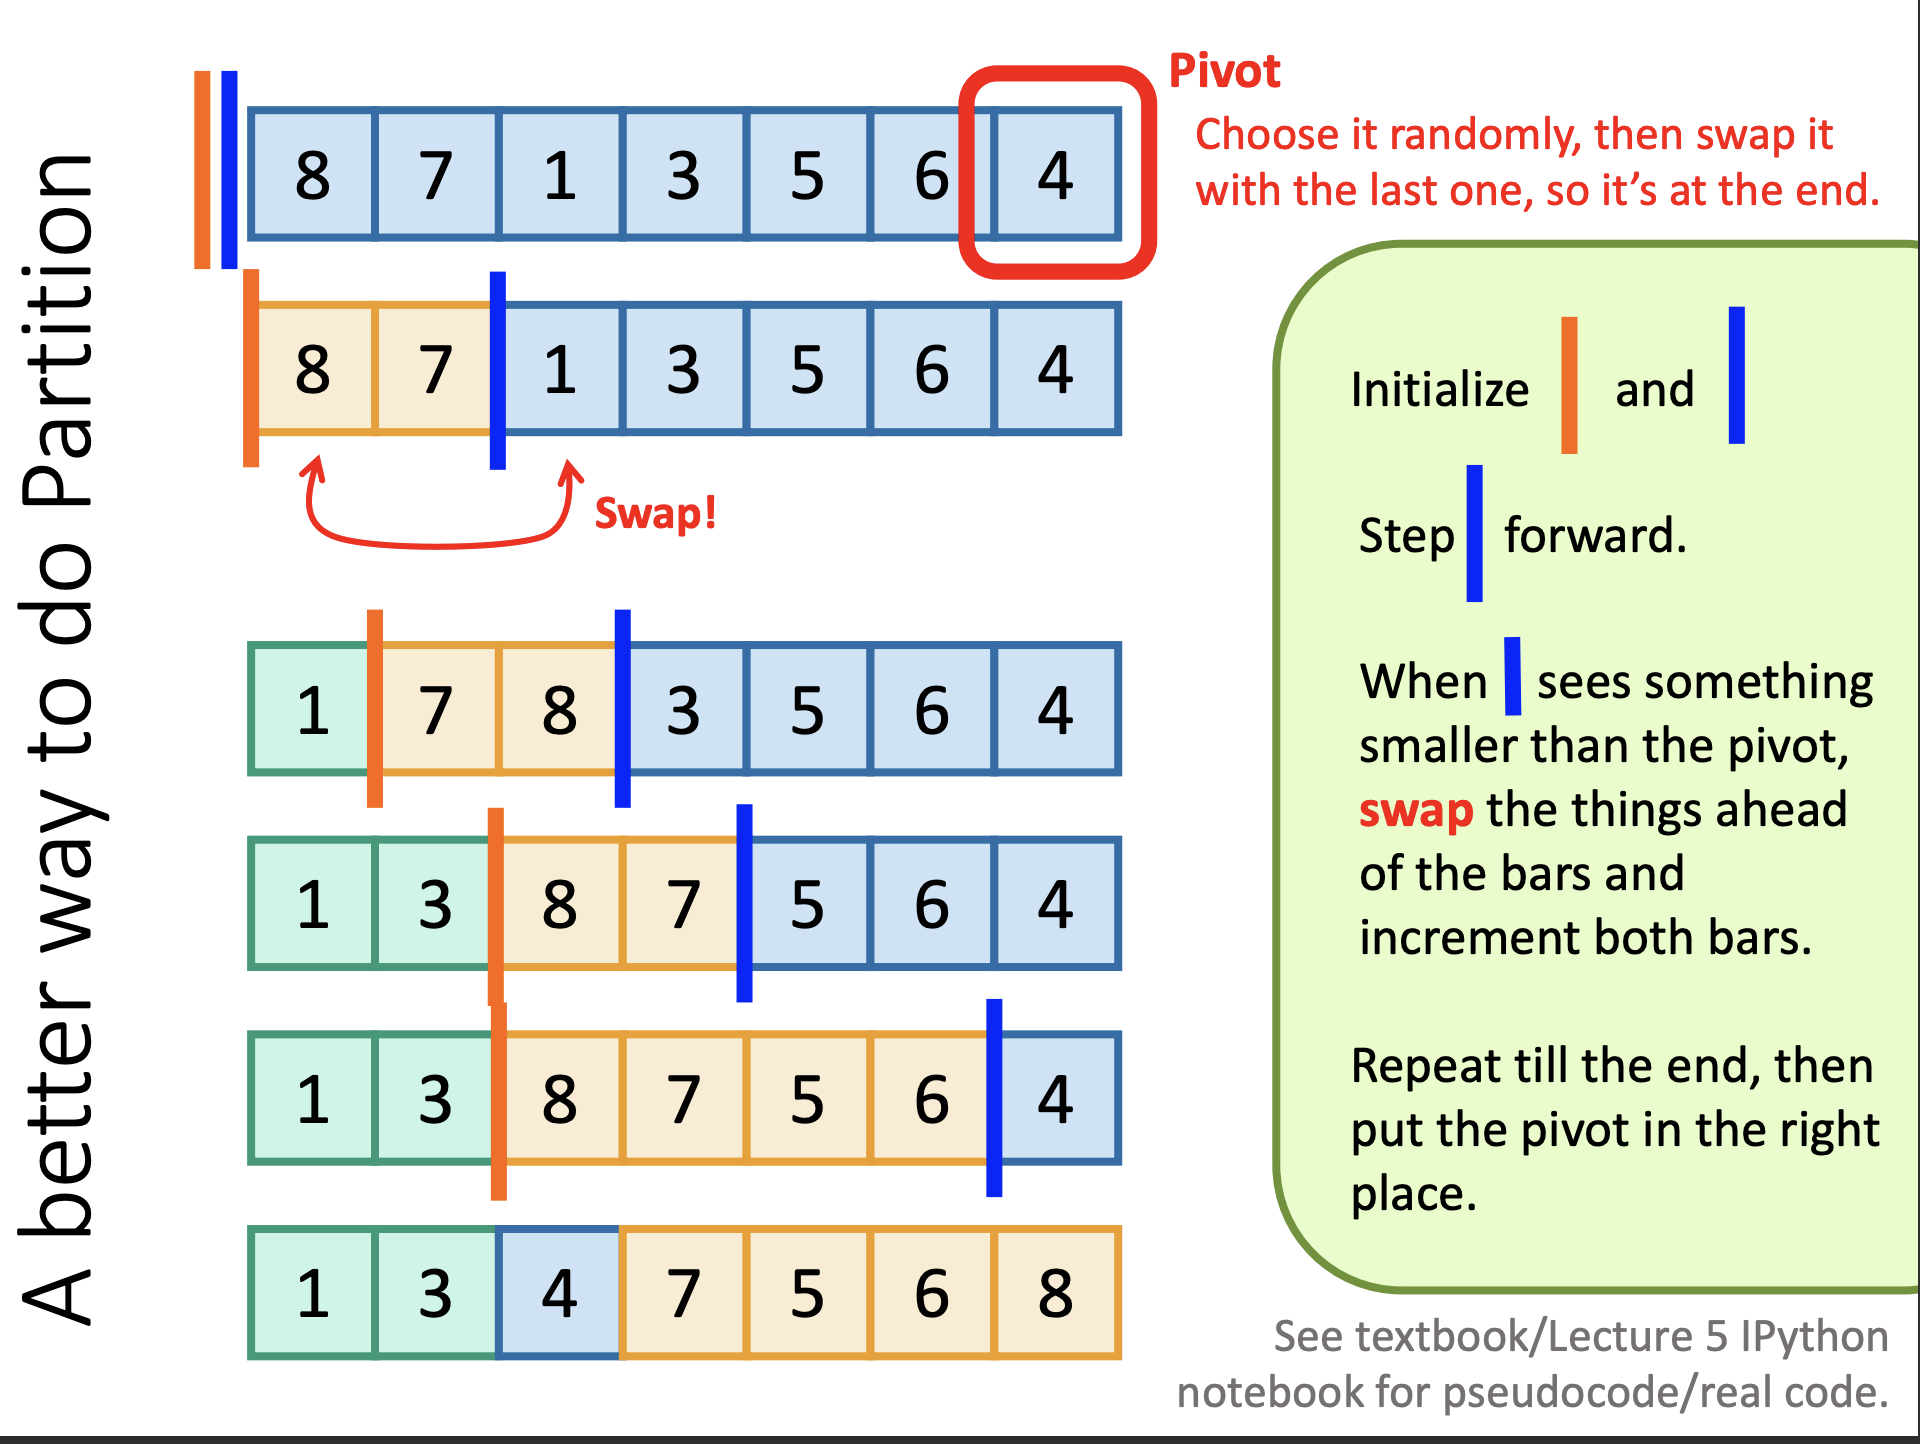 A better way to do Partition
Pivot
Choose it randomly, then swap it
with the last one, so it’s at the end.
8 7 1 3 5 6 4
8 7 1 3 5 6 4
Swap!
1 7 8 3 5 6 4
1 3 8 7 5 6 4
1 3 8 7 5 6 4
1 3 4 7 5 6 8
Initialize and
Step forward.
When sees something
smaller than the pivot,
swap the things ahead
of the bars and
increment both bars.
Repeat till the end, then
put the pivot in the right
place.
See textbook/Lecture 5 IPython
notebook for pseudocode/real code.